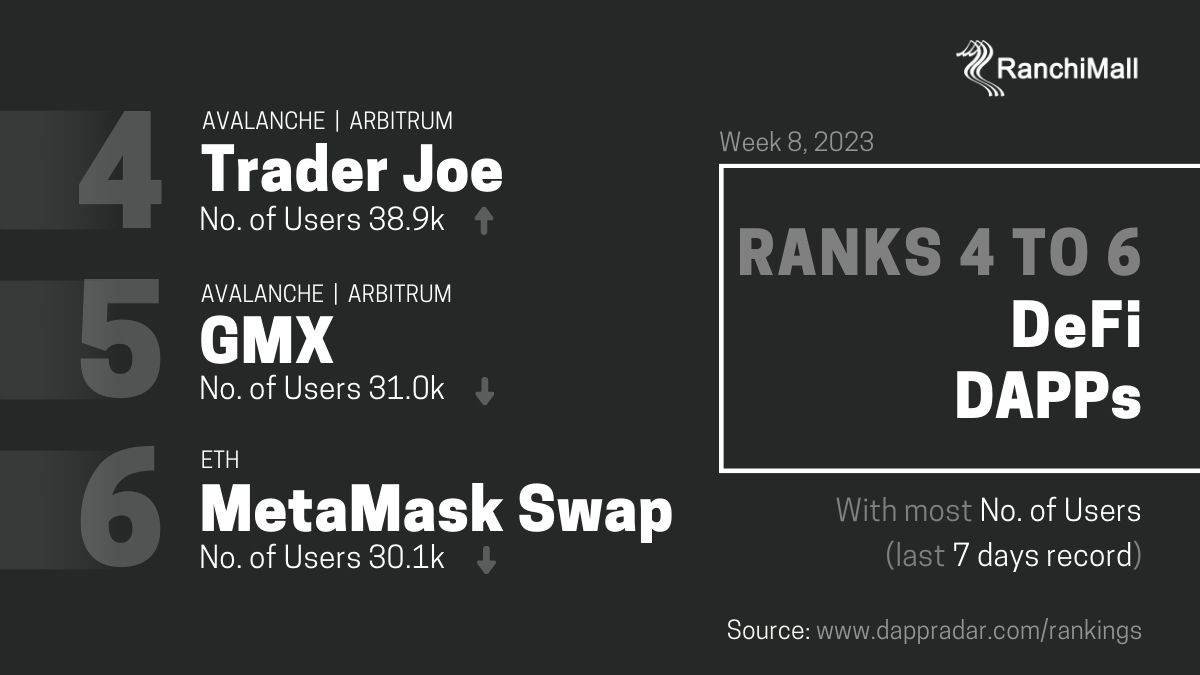 RanchiMall
4
AVALANCHE | ARBITRUM
Trader Joe
No. of Users 38.9k
5
AVALANCHE | ARBITRUM
GMX
No. of Users 31.0k
6
ETH
MetaMask Swap
No. of Users 30.1k
Week 8, 2023
RANKS 4 TO 6
DeFi
DAPPs
With most No. of Users
(last 7 days record)
Source: www.dappradar.com/rankings